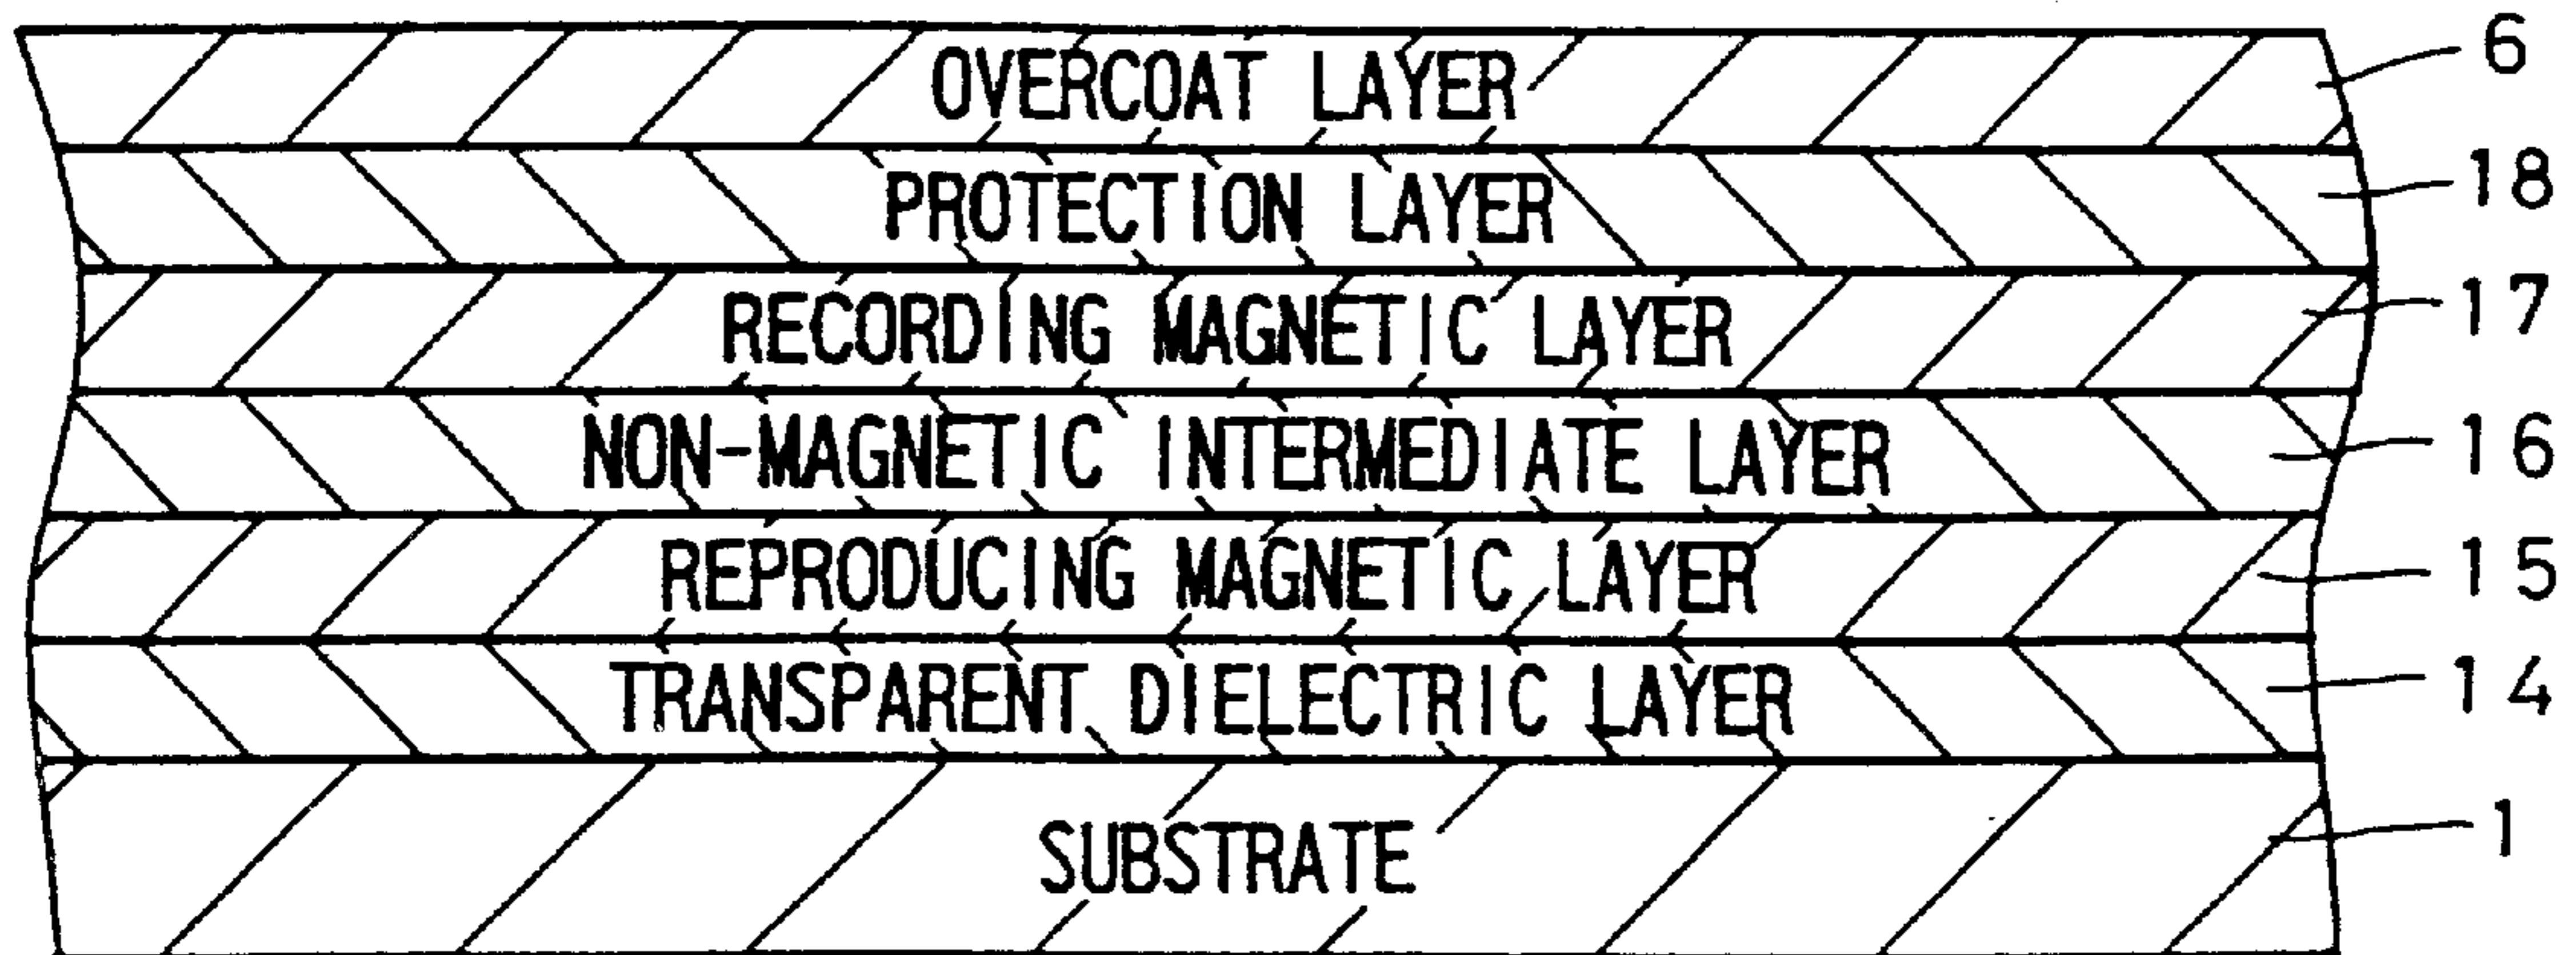 OVERCOAT LAYER 6
PROTECTION LAYER 18
RECORDING MAGNETIC LAYER 17
NON-MAGNETIC INTERMEDIATE LAYER 16
REPRODUCING MAGNETIC LAYER 15
TRANSPARENT DIELECTRIC LAYER 14
SUBSTRATE 1